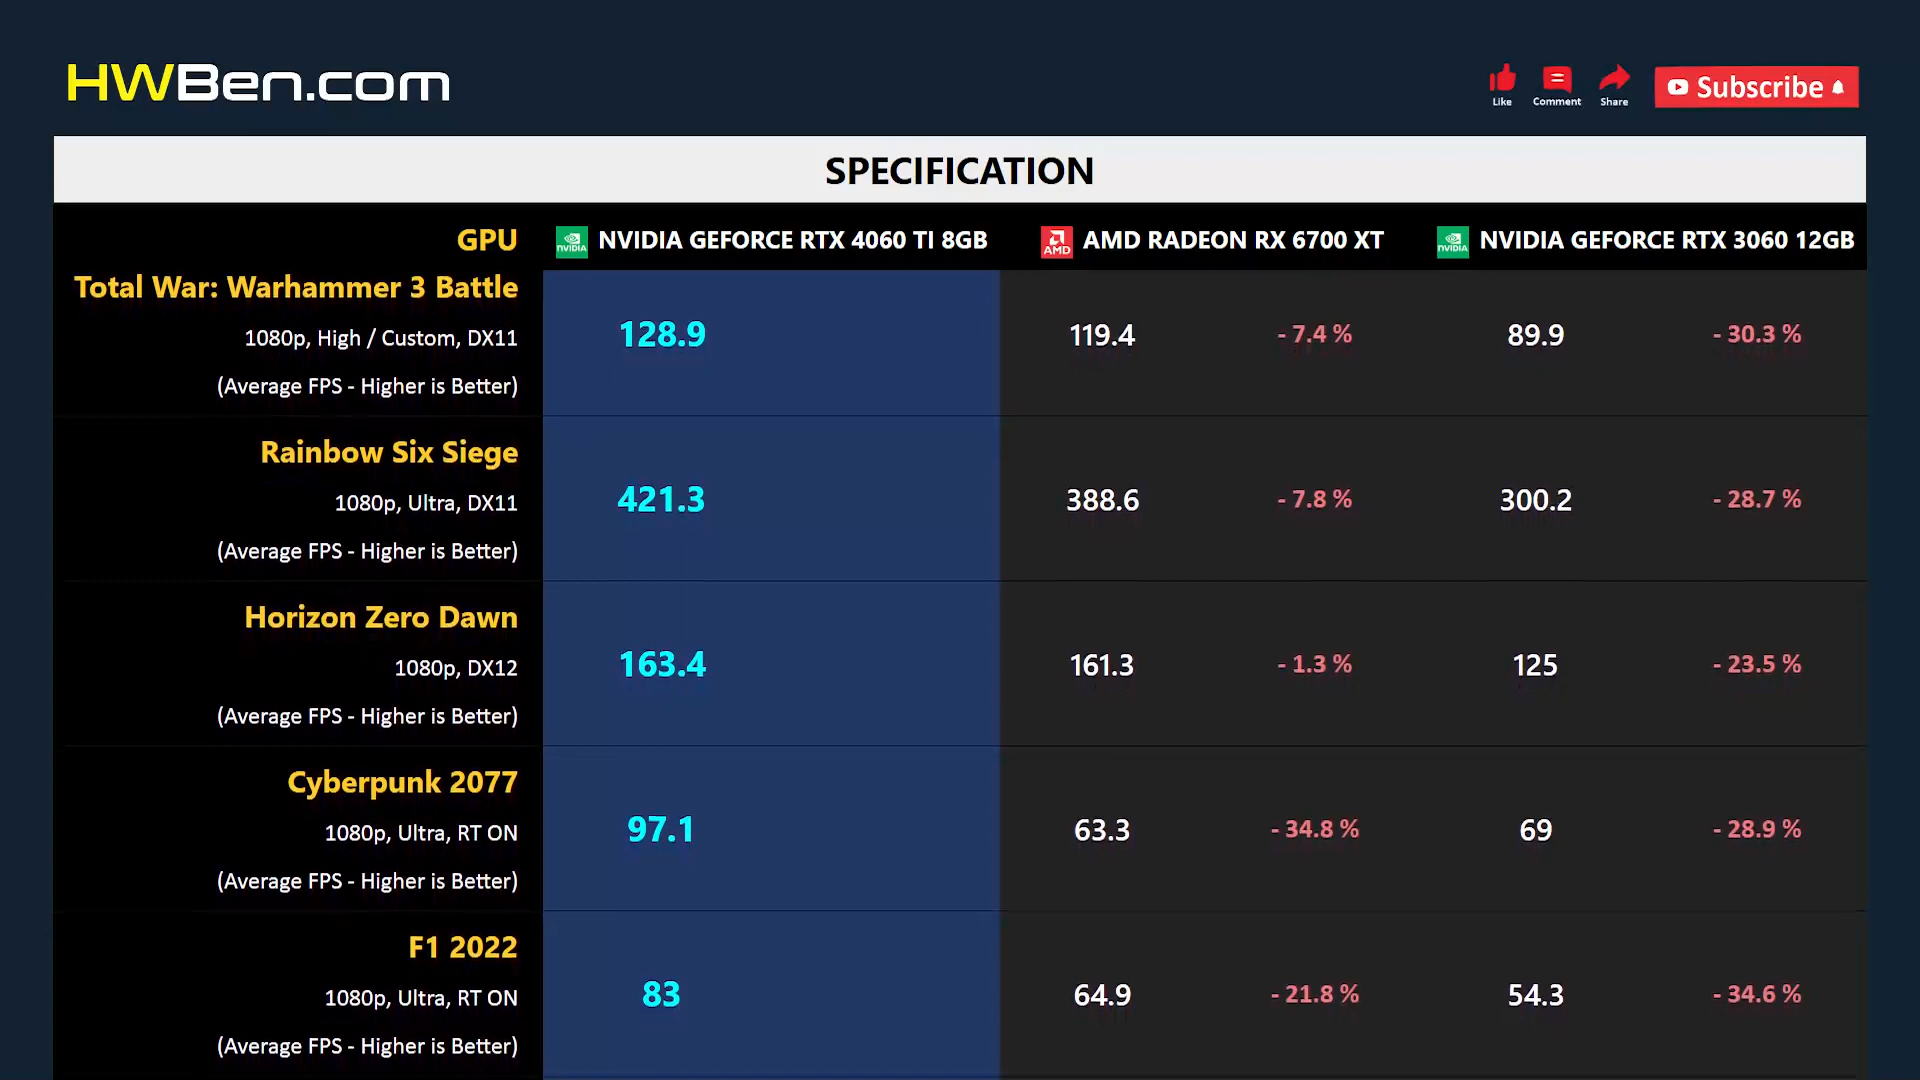 HWBen.com
Like
Comment
Share
Subscribe
SPECIFICATION
GPU
NVIDIA
NVIDIA GEFORCE RTX 4060 TI 8GB
AMD
AMD RADEON RX 6700 XT
NVIDIA
NVIDIA GEFORCE RTX 3060 12GB
Total War: Warhammer 3 Battle
1080p, High / Custom, DX11
(Average FPS - Higher is Better)
128.9
119.4
- 7.4 %
89.9
- 30.3 %
Rainbow Six Siege
1080p, Ultra, DX11
(Average FPS - Higher is Better)
421.3
388.6
- 7.8 %
300.2
- 28.7 %
Horizon Zero Dawn
1080p, DX12
(Average FPS - Higher is Better)
163.4
161.3
- 1.3 %
125
- 23.5 %
Cyberpunk 2077
1080p, Ultra, RT ON
(Average FPS - Higher is Better)
97.1
63.3
- 34.8 %
69
- 28.9 %
F1 2022
1080p, Ultra, RT ON
(Average FPS - Higher is Better)
83
64.9
- 21.8 %
54.3
- 34.6 %